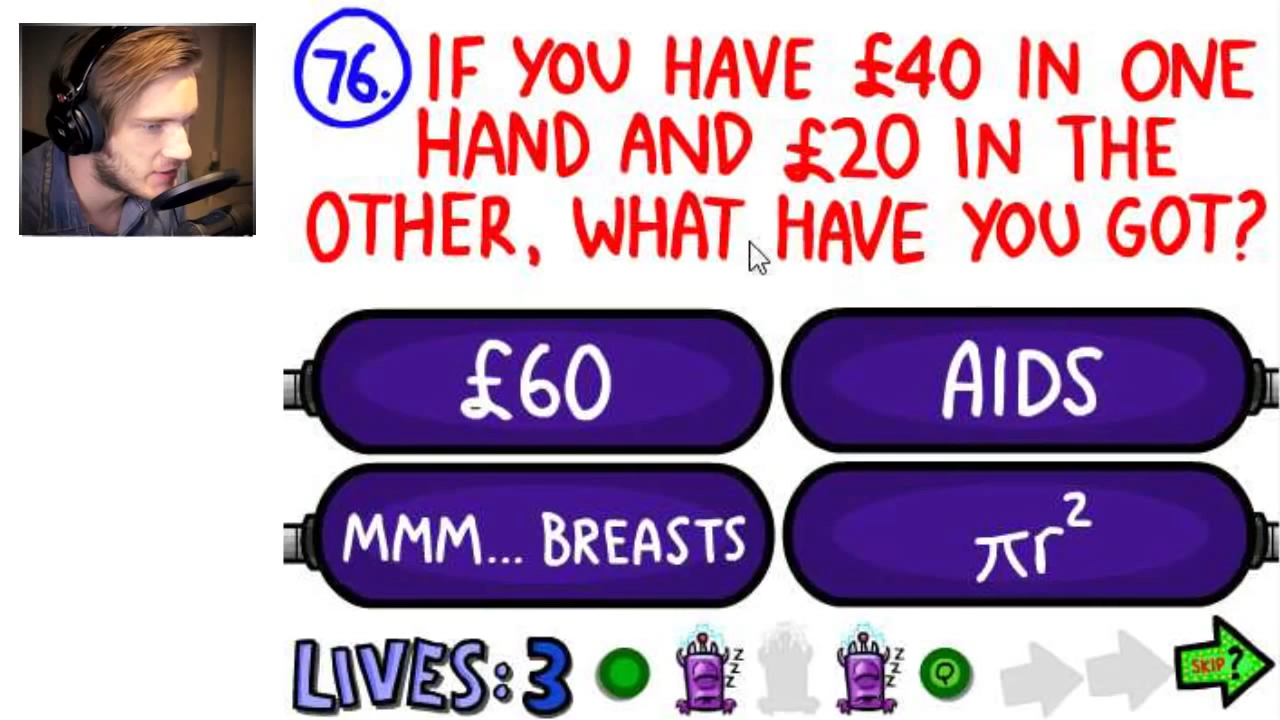 76. IF YOU HAVE £40 IN ONE
HAND AND £20 IN THE
OTHER, WHAT HAVE YOU GOT?
£60
AIDS
MMM... BREASTS
πr²
LIVES: 3
z z z
z z z
Q
SKIP?